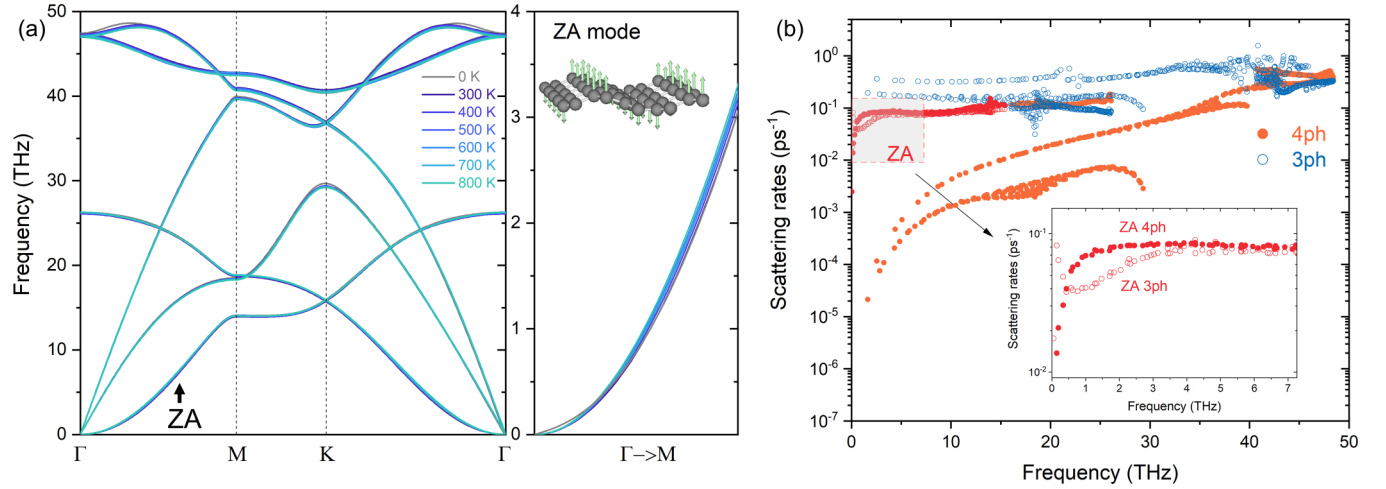 (a)
Frequency (THz)
50
40
30
20
10
0
0 K
300 K
400 K
500 K
600 K
700 K
800 K
ZA
Γ
M
K
Γ
ZA mode
4
3
2
1
0
Γ–>M
(b)
Scattering rates (ps⁻¹)
10⁰
10⁻¹
10⁻²
10⁻³
10⁻⁴
10⁻⁵
10⁻⁶
10⁻⁷
ZA
4ph
3ph
Scattering rates (ps⁻¹)
10⁻¹
10⁻²
ZA 4ph
ZA 3ph
0 1 2 3 4 5 6 7
Frequency (THz)
0 10 20 30 40 50
Frequency (THz)